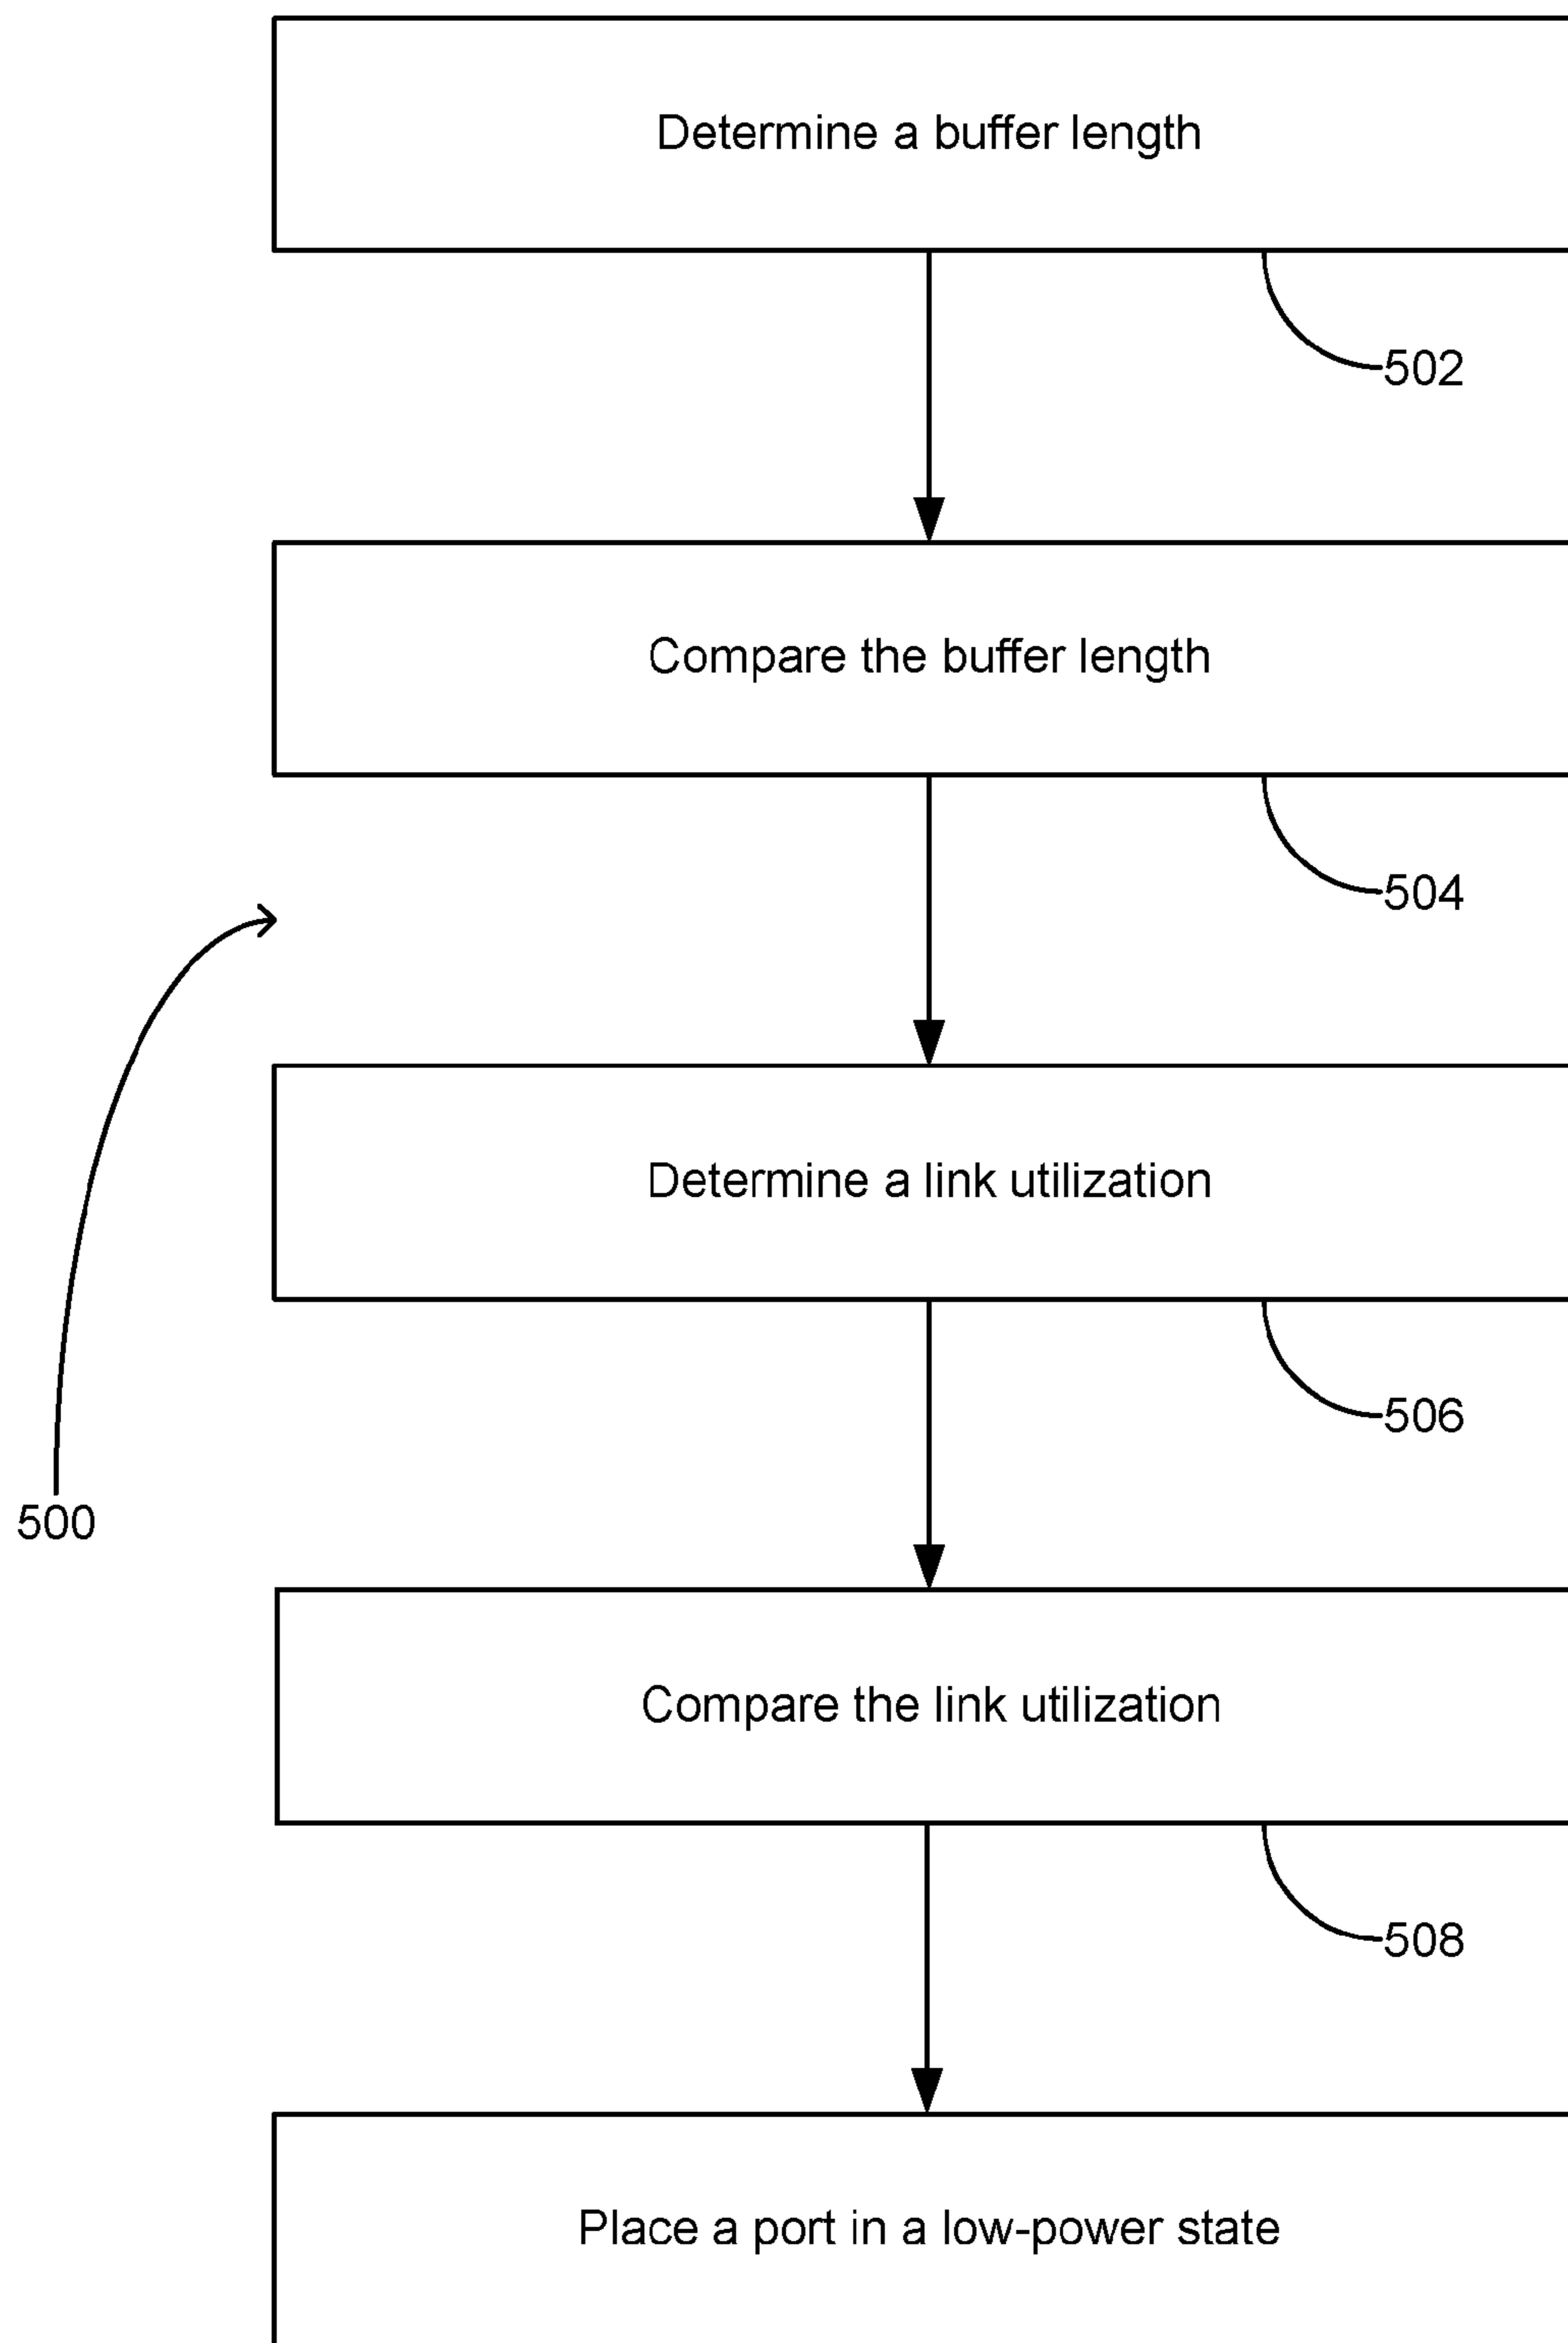 Determine a buffer length
502
Compare the buffer length
504
Determine a link utilization
506
500
Compare the link utilization
508
Place a port in a low-power state